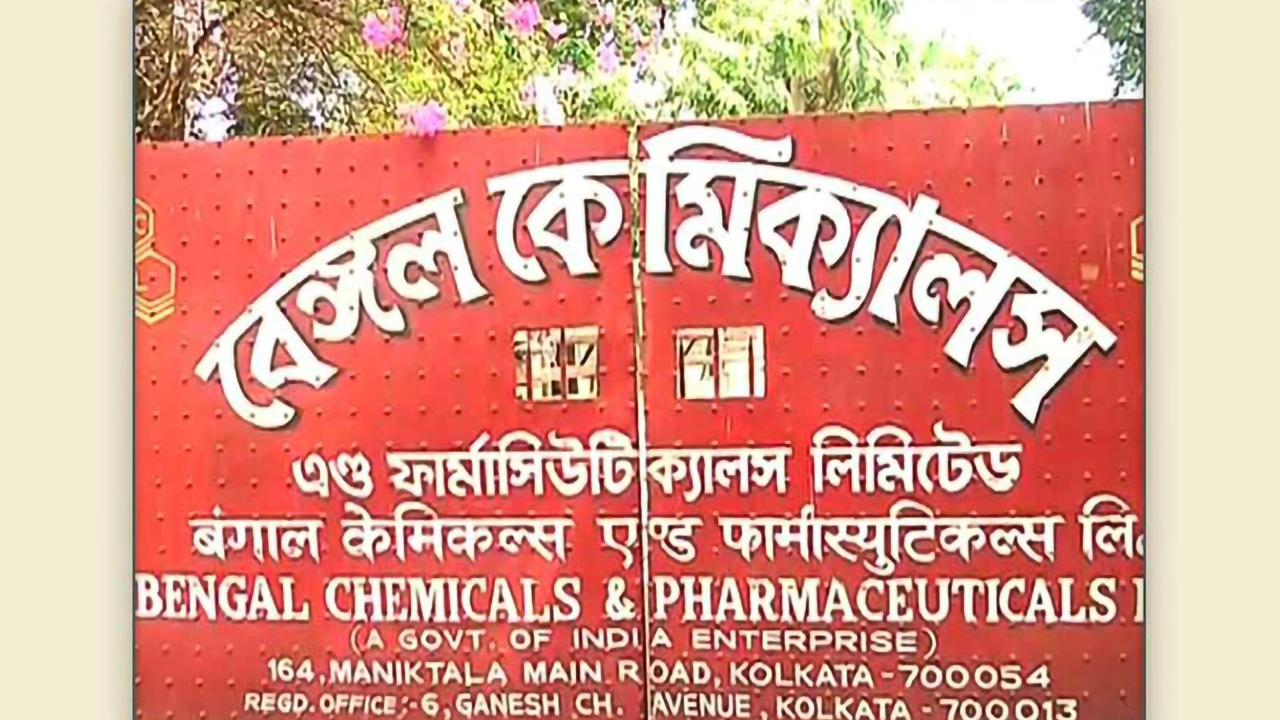 বেঙ্গল কেমিক্যালস
এণ্ড ফার্মাসিউটিক্যালস লিমিটেড
बंगाल केमिकल्स एण्ड फार्मास्युटिकल्स लि.
BENGAL CHEMICALS & PHARMACEUTICALS
(A GOVT. OF INDIA ENTERPRISE)
164, MANIKTALA MAIN ROAD, KOLKATA - 700054
REGD. OFFICE:- 6, GANESH CH. AVENUE, KOLKATA - 700013